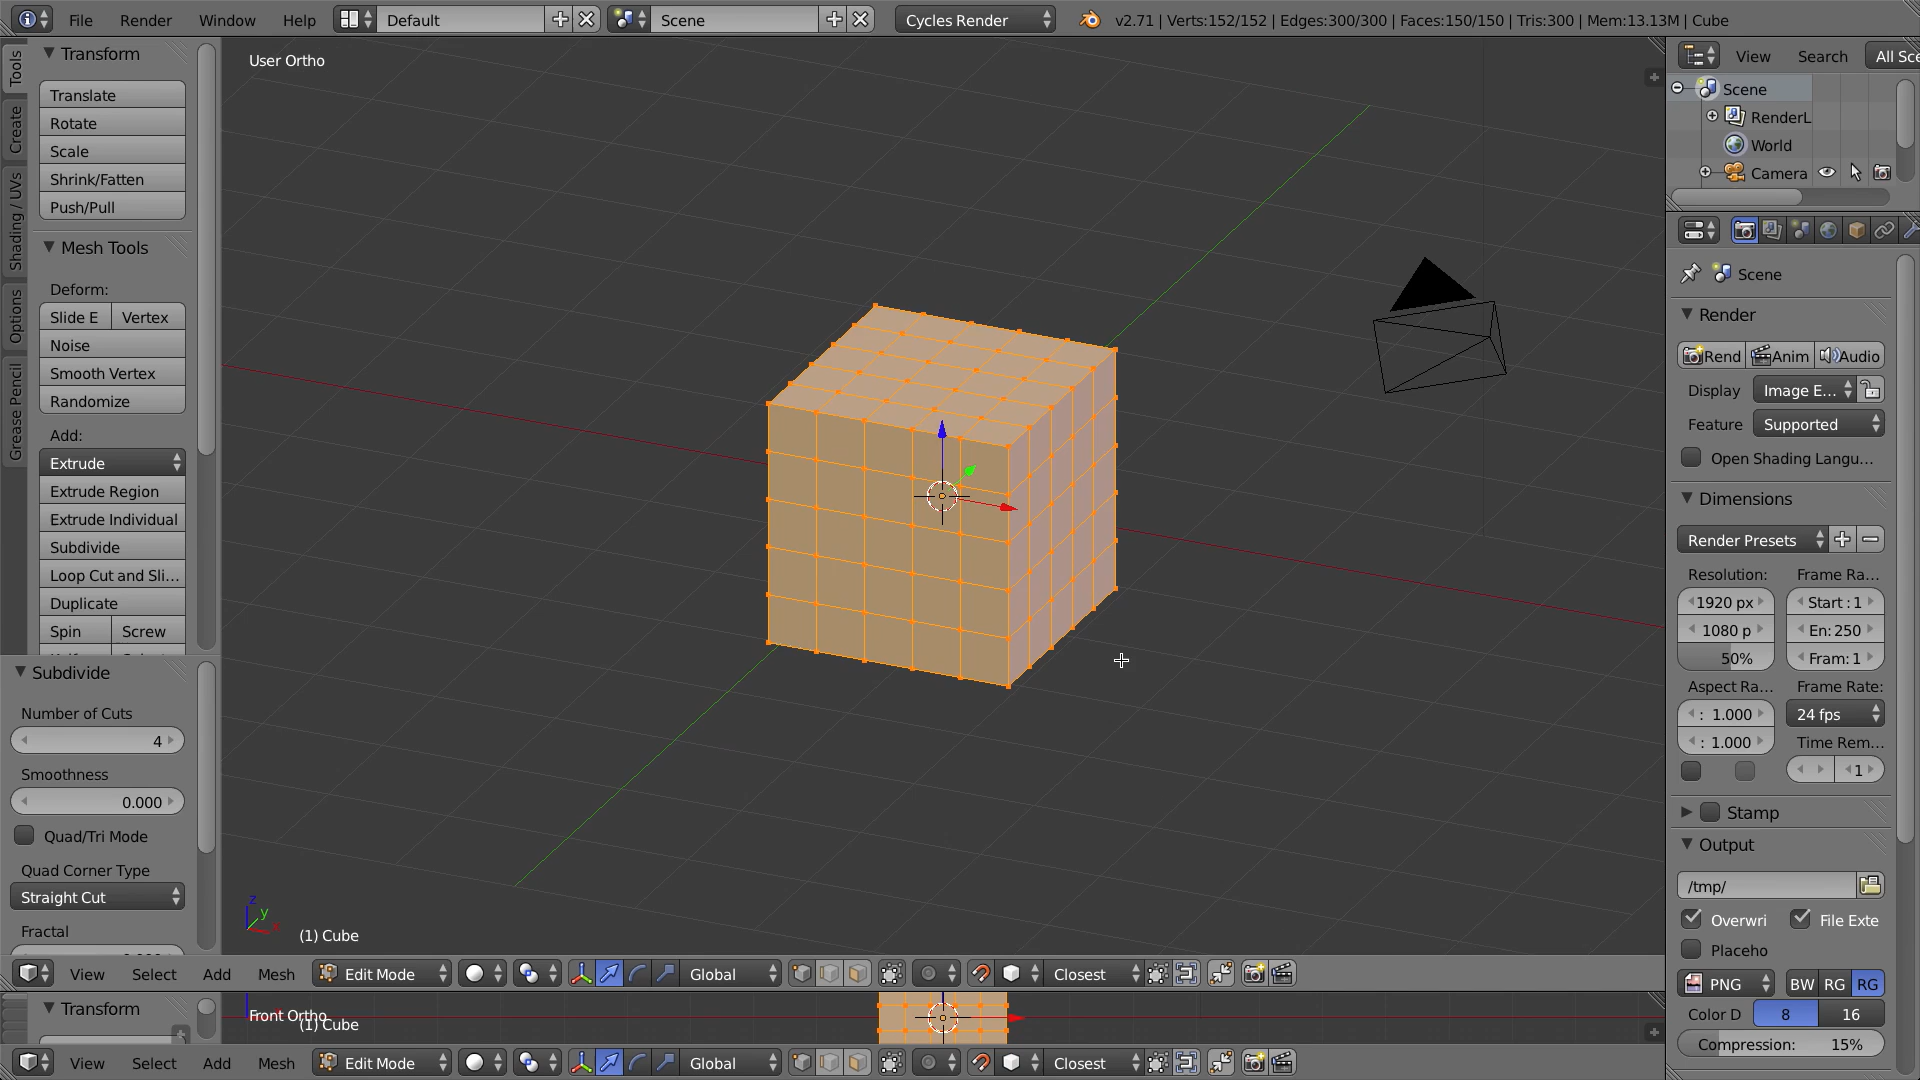 File Render Window Help Default Scene Cycles Render v2.71 | Verts:152/152 | Edges:300/300 | Faces:150/150 | Tris:300 | Mem:13.13M | Cube
Tools
Create
Shading / UVs
Options
Grease Pencil
Transform
Translate
Rotate
Scale
Shrink/Fatten
Push/Pull
Mesh Tools
Deform:
Slide E Vertex
Noise
Smooth Vertex
Randomize
Add:
Extrude
Extrude Region
Extrude Individual
Subdivide
Loop Cut and Sli...
Duplicate
Spin Screw
Subdivide
Number of Cuts
4
Smoothness
0.000
Quad/Tri Mode
Quad Corner Type
Straight Cut
Fractal
User Ortho
z
y
(1) Cube
View Select Add Mesh Edit Mode Global Closest
Transform
Front Ortho
(1) Cube
View Select Add Mesh Edit Mode Global Closest
View Search All Sce
Scene
RenderL
World
Camera
Scene
Render
Rend Anim Audio
Display Image E...
Feature Supported
Open Shading Langu...
Dimensions
Render Presets
Resolution: Frame Ra...
1920 px Start : 1
1080 p En: 250
50% Fram: 1
Aspect Ra... Frame Rate:
: 1.000 24 fps
: 1.000 Time Rem...
1
Stamp
Output
/tmp/
Overwri File Exte
Placeho
PNG BW RG RG
Color D 8 16
Compression: 15%